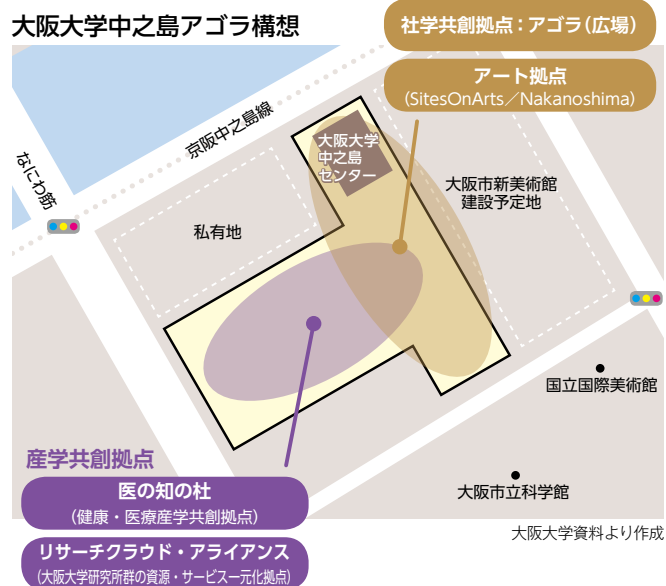 大阪大学中之島アゴラ構想
社学共創拠点：アゴラ（広場）
アート拠点
（SitesOnArts／Nakanoshima）
京阪中之島線
なにわ筋
大阪大学
中之島
センター
大阪市新美術館
建設予定地
私有地
国立国際美術館
大阪市立科学館
産学共創拠点
医の知の杜
（健康・医療産学共創拠点）
リサーチクラウド・アライアンス
（大阪大学研究所群の資源・サービス一元化拠点）
大阪大学資料より作成